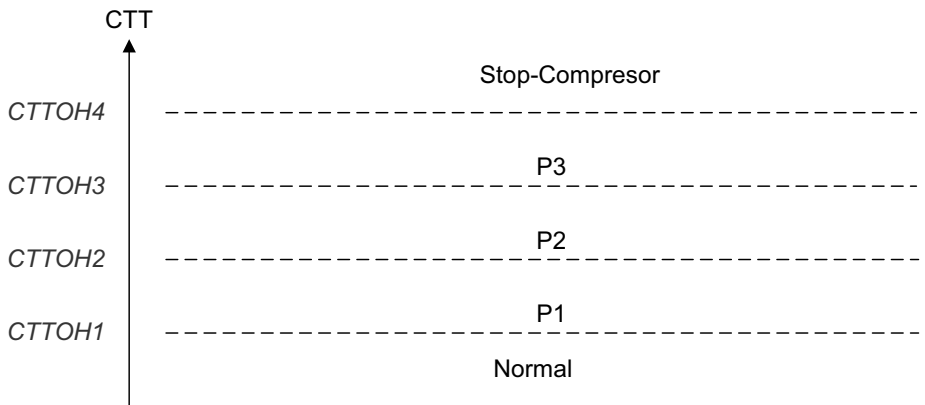 CTT
Stop-Compresor
CTTOH4
P3
CTTOH3
P2
CTTOH2
P1
CTTOH1
Normal